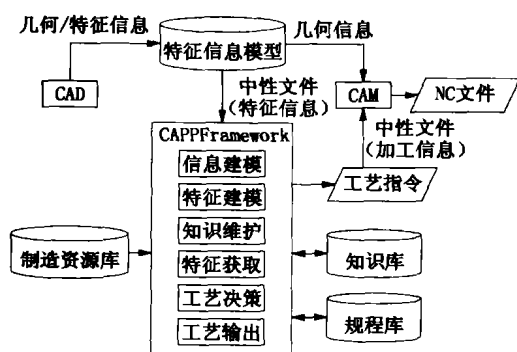 几何/特征信息
特征信息模型
几何信息
CAD
中性文件
(特征信息)
CAM
NC文件
中性文件
(加工信息)
CAPPFramework
信息建模
特征建模
知识维护
特征获取
工艺决策
工艺输出
工艺指令
制造资源库
知识库
规程库